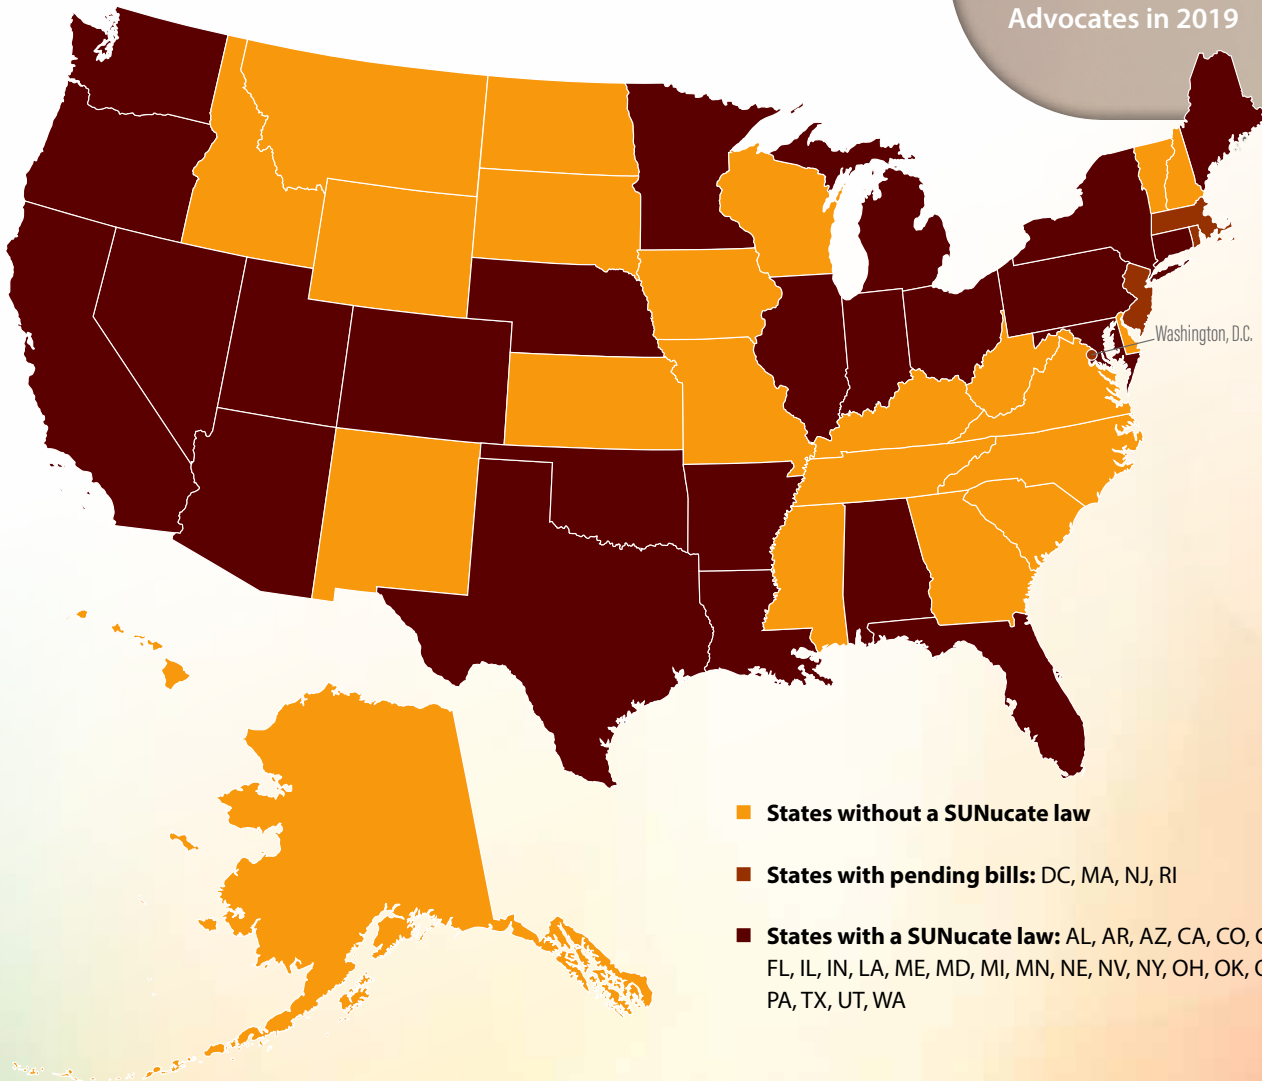 Advocates in 2019
Washington, D.C.
States without a SUNucate law
States with pending bills: DC, MA, NJ, RI
States with a SUNucate law: AL, AR, AZ, CA, CO,
FL, IL, IN, LA, ME, MD, MI, MN, NE, NV, NY, OH, OK,
PA, TX, UT, WA